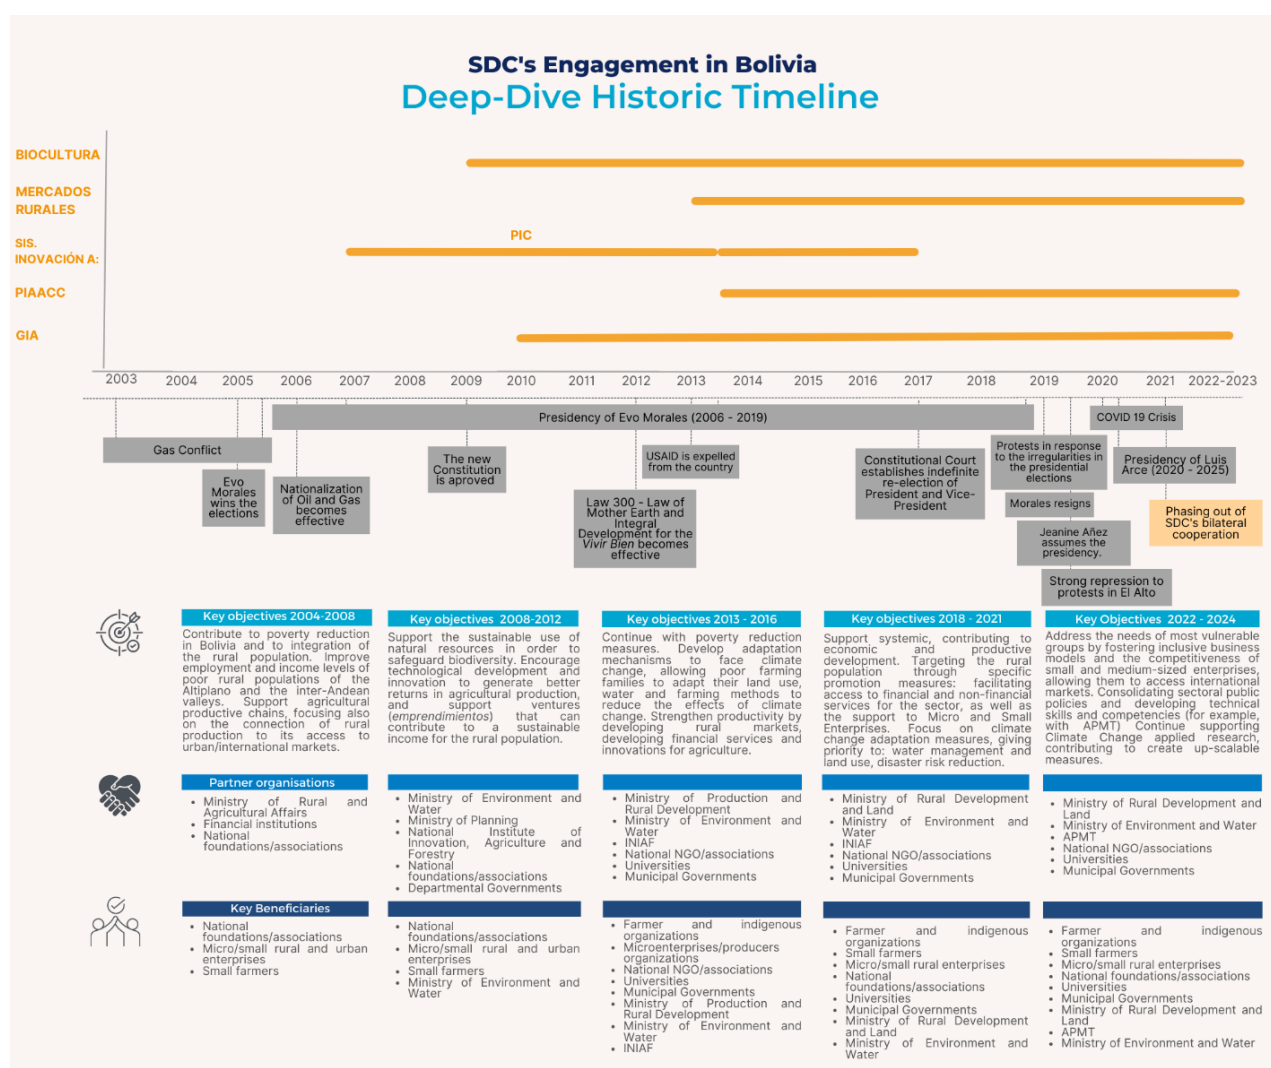 SDC's Engagement in Bolivia
Deep-Dive Historic Timeline
BIOCULTURA
MERCADOS
RURALES
SIS.
INOVACIÓN A:
PIC
PIAACC
GIA
2003 2004 2005 2006 2007 2008 2009 2010 2011 2012 2013 2014 2015 2016 2017 2018 2019 2020 2021 2022-2023
Presidency of Evo Morales (2006 - 2019)
COVID 19 Crisis
Gas Conflict
Evo
Morales
wins the
elections
Nationalization
of Oil and Gas
becomes
effective
The new
Constitution
is aproved
Law 300 - Law of
Mother Earth and
Integral
Development for the
Vivir Bien becomes
effective
USAID is expelled
from the country
Constitutional Court
establishes indefinite
re-election of
President and Vice-
President
Protests in response
to the irregularities in
the presidential
elections
Morales resigns
Jeanine Añez
assumes the
presidency.
Strong repression to
protests in El Alto
Presidency of Luis
Arce (2020 - 2025)
Phasing out of
SDC's bilateral
cooperation
Key objectives 2004-2008
Contribute to poverty reduction
in Bolivia and to integration of
the rural population. Improve
employment and income levels of
poor rural populations of the
Altiplano and the inter-Andean
valleys. Support agricultural
productive chains, focusing also
on the connection of rural
production to its access to
urban/international markets.
Key objectives 2008-2012
Support the sustainable use of
natural resources in order to
safeguard biodiversity. Encourage
technological development and
innovation to generate better
returns in agricultural production,
and support ventures
(emprendimientos) that can
contribute to a sustainable
income for the rural population.
Key objectives 2013 - 2016
Continue with poverty reduction
measures. Develop adaptation
mechanisms to face climate
change, allowing poor farming
families to adapt their land use,
water and farming methods to
reduce the effects of climate
change. Strengthen productivity by
developing rural markets,
developing financial services and
innovations for agriculture.
Key objectives 2018 - 2021
Support systemic, contributing to
economic and productive
development. Targeting the rural
population through specific
promotion measures: facilitating
access to financial and non-financial
services for the sector, as well as
the support to Micro and Small
Enterprises. Focus on climate
change adaptation measures, giving
priority to: water management and
land use, disaster risk reduction.
Key Objectives 2022 - 2024
Address the needs of most vulnerable
groups by fostering inclusive business
models and the competitiveness of
small and medium-sized enterprises,
allowing them to access international
markets. Consolidating sectoral public
policies and developing technical
skills and competencies (for example,
with APMT) Continue supporting
Climate Change applied research,
contributing to create up-scalable
measures.
Partner organisations
• Ministry of Rural and
Agricultural Affairs
• Financial institutions
• National
foundations/associations
• Ministry of Environment and
Water
• Ministry of Planning
• National Institute of
Innovation, Agriculture and
Forestry
• National
foundations/associations
• Departmental Governments
• Ministry of Production and
Rural Development
• Ministry of Environment and
Water
• INIAF
• National NGO/associations
• Universities
• Municipal Governments
• Ministry of Rural Development
and Land
• Ministry of Environment and
Water
• INIAF
• National NGO/associations
• Universities
• Municipal Governments
• Ministry of Rural Development and
Land
• Ministry of Environment and Water
• APMT
• National NGO/associations
• Universities
• Municipal Governments
Key Beneficiaries
• National
foundations/associations
• Micro/small rural and urban
enterprises
• Small farmers
• National
foundations/associations
• Micro/small rural and urban
enterprises
• Small farmers
• Ministry of Environment and
Water
• Farmer and indigenous
organizations
• Microenterprises/producers
organizations
• National NGO/associations
• Universities
• Municipal Governments
• Ministry of Production and
Rural Development
• Ministry of Environment and
Water
• INIAF
• Farmer and indigenous
organizations
• Small farmers
• Micro/small rural enterprises
• National
foundations/associations
• Universities
• Municipal Governments
• Ministry of Rural Development
and Land
• Ministry of Environment and
Water
• Farmer and indigenous
organizations
• Small farmers
• Micro/small rural enterprises
• National foundations/associations
• Universities
• Municipal Governments
• Ministry of Rural Development and
Land
• APMT
• Ministry of Environment and Water